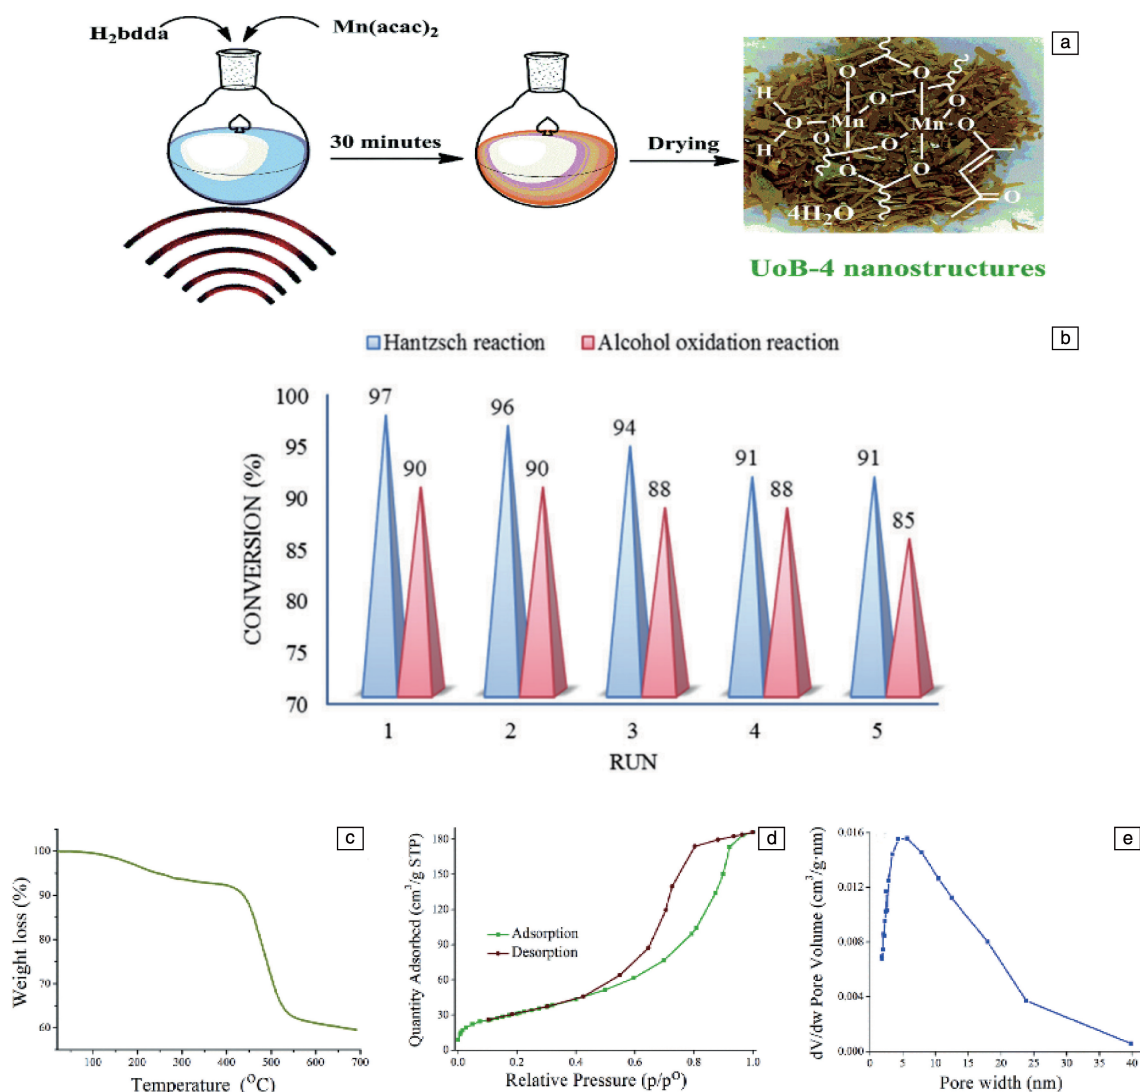 H₂bdda
Mn(acac)₂
a
30 minutes
Drying
O
O
H
O
O
O
Mn
Mn
O
O
H
O
O
O
O
O
4H₂O
UoB-4 nanostructures
b
Hantzsch reaction
Alcohol oxidation reaction
CONVERSION (%)
100
95
90
85
80
75
70
97
90
96
90
94
88
91
88
91
85
1
2
3
4
5
RUN
c
Weight loss (%)
100
90
80
70
60
0
100
200
300
400
500
600
700
Temperature (°C)
d
Quantity Adsorbed (cm³/g STP)
180
150
120
90
60
30
0
Adsorption
Desorption
0.0
0.2
0.4
0.6
0.8
1.0
Relative Pressure (p/p°)
e
dV/dw Pore Volume (cm³/g·nm)
0.016
0.012
0.008
0.004
0.000
0
5
10
15
20
25
30
35
40
Pore width (nm)